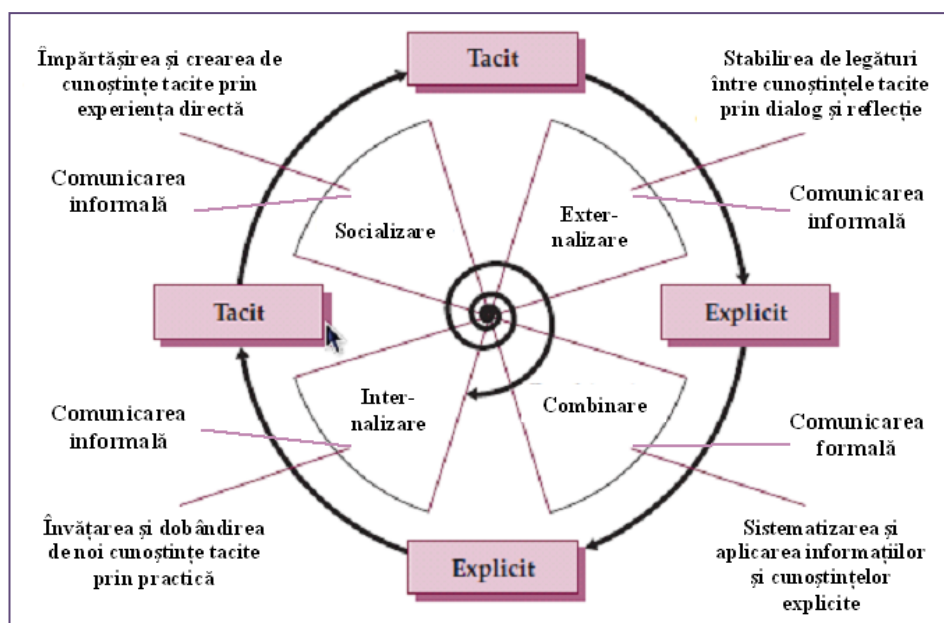 Tacit
Împărtășirea și crearea de
cunoștințe tacite prin
experiența directă
Stabilirea de legături
între cunoștințele tacite
prin dialog și reflecție
Comunicarea
informală
Comunicarea
informală
Socializare
Exter-
nalizare
Tacit
Explicit
Inter-
nalizare
Combinare
Comunicarea
informală
Comunicarea
formală
Învățarea și dobândirea
de noi cunoștințe tacite
prin practică
Explicit
Sistematizarea și
aplicarea informațiilor
și cunoștințelor
explicite